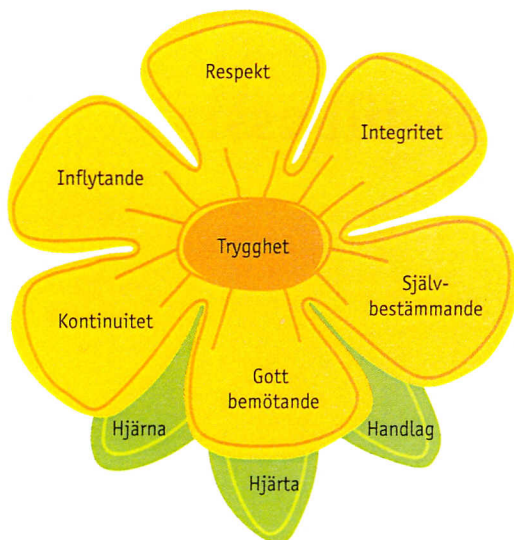 Respekt
Integritet
Inflytande
Trygghet
Själv-
bestämmande
Kontinuitet
Gott
bemötande
Hjärna
Handlag
Hjärta